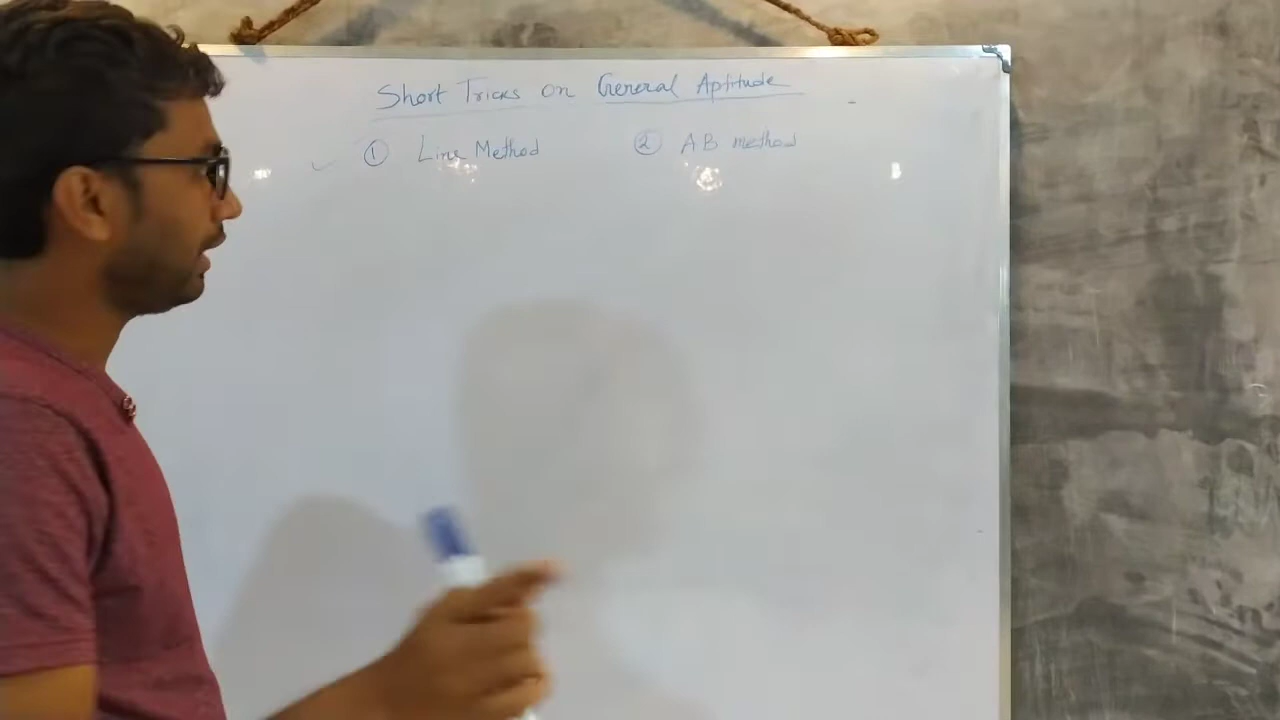 Short Tricks on General Aptitude
① Line Method ② AB method